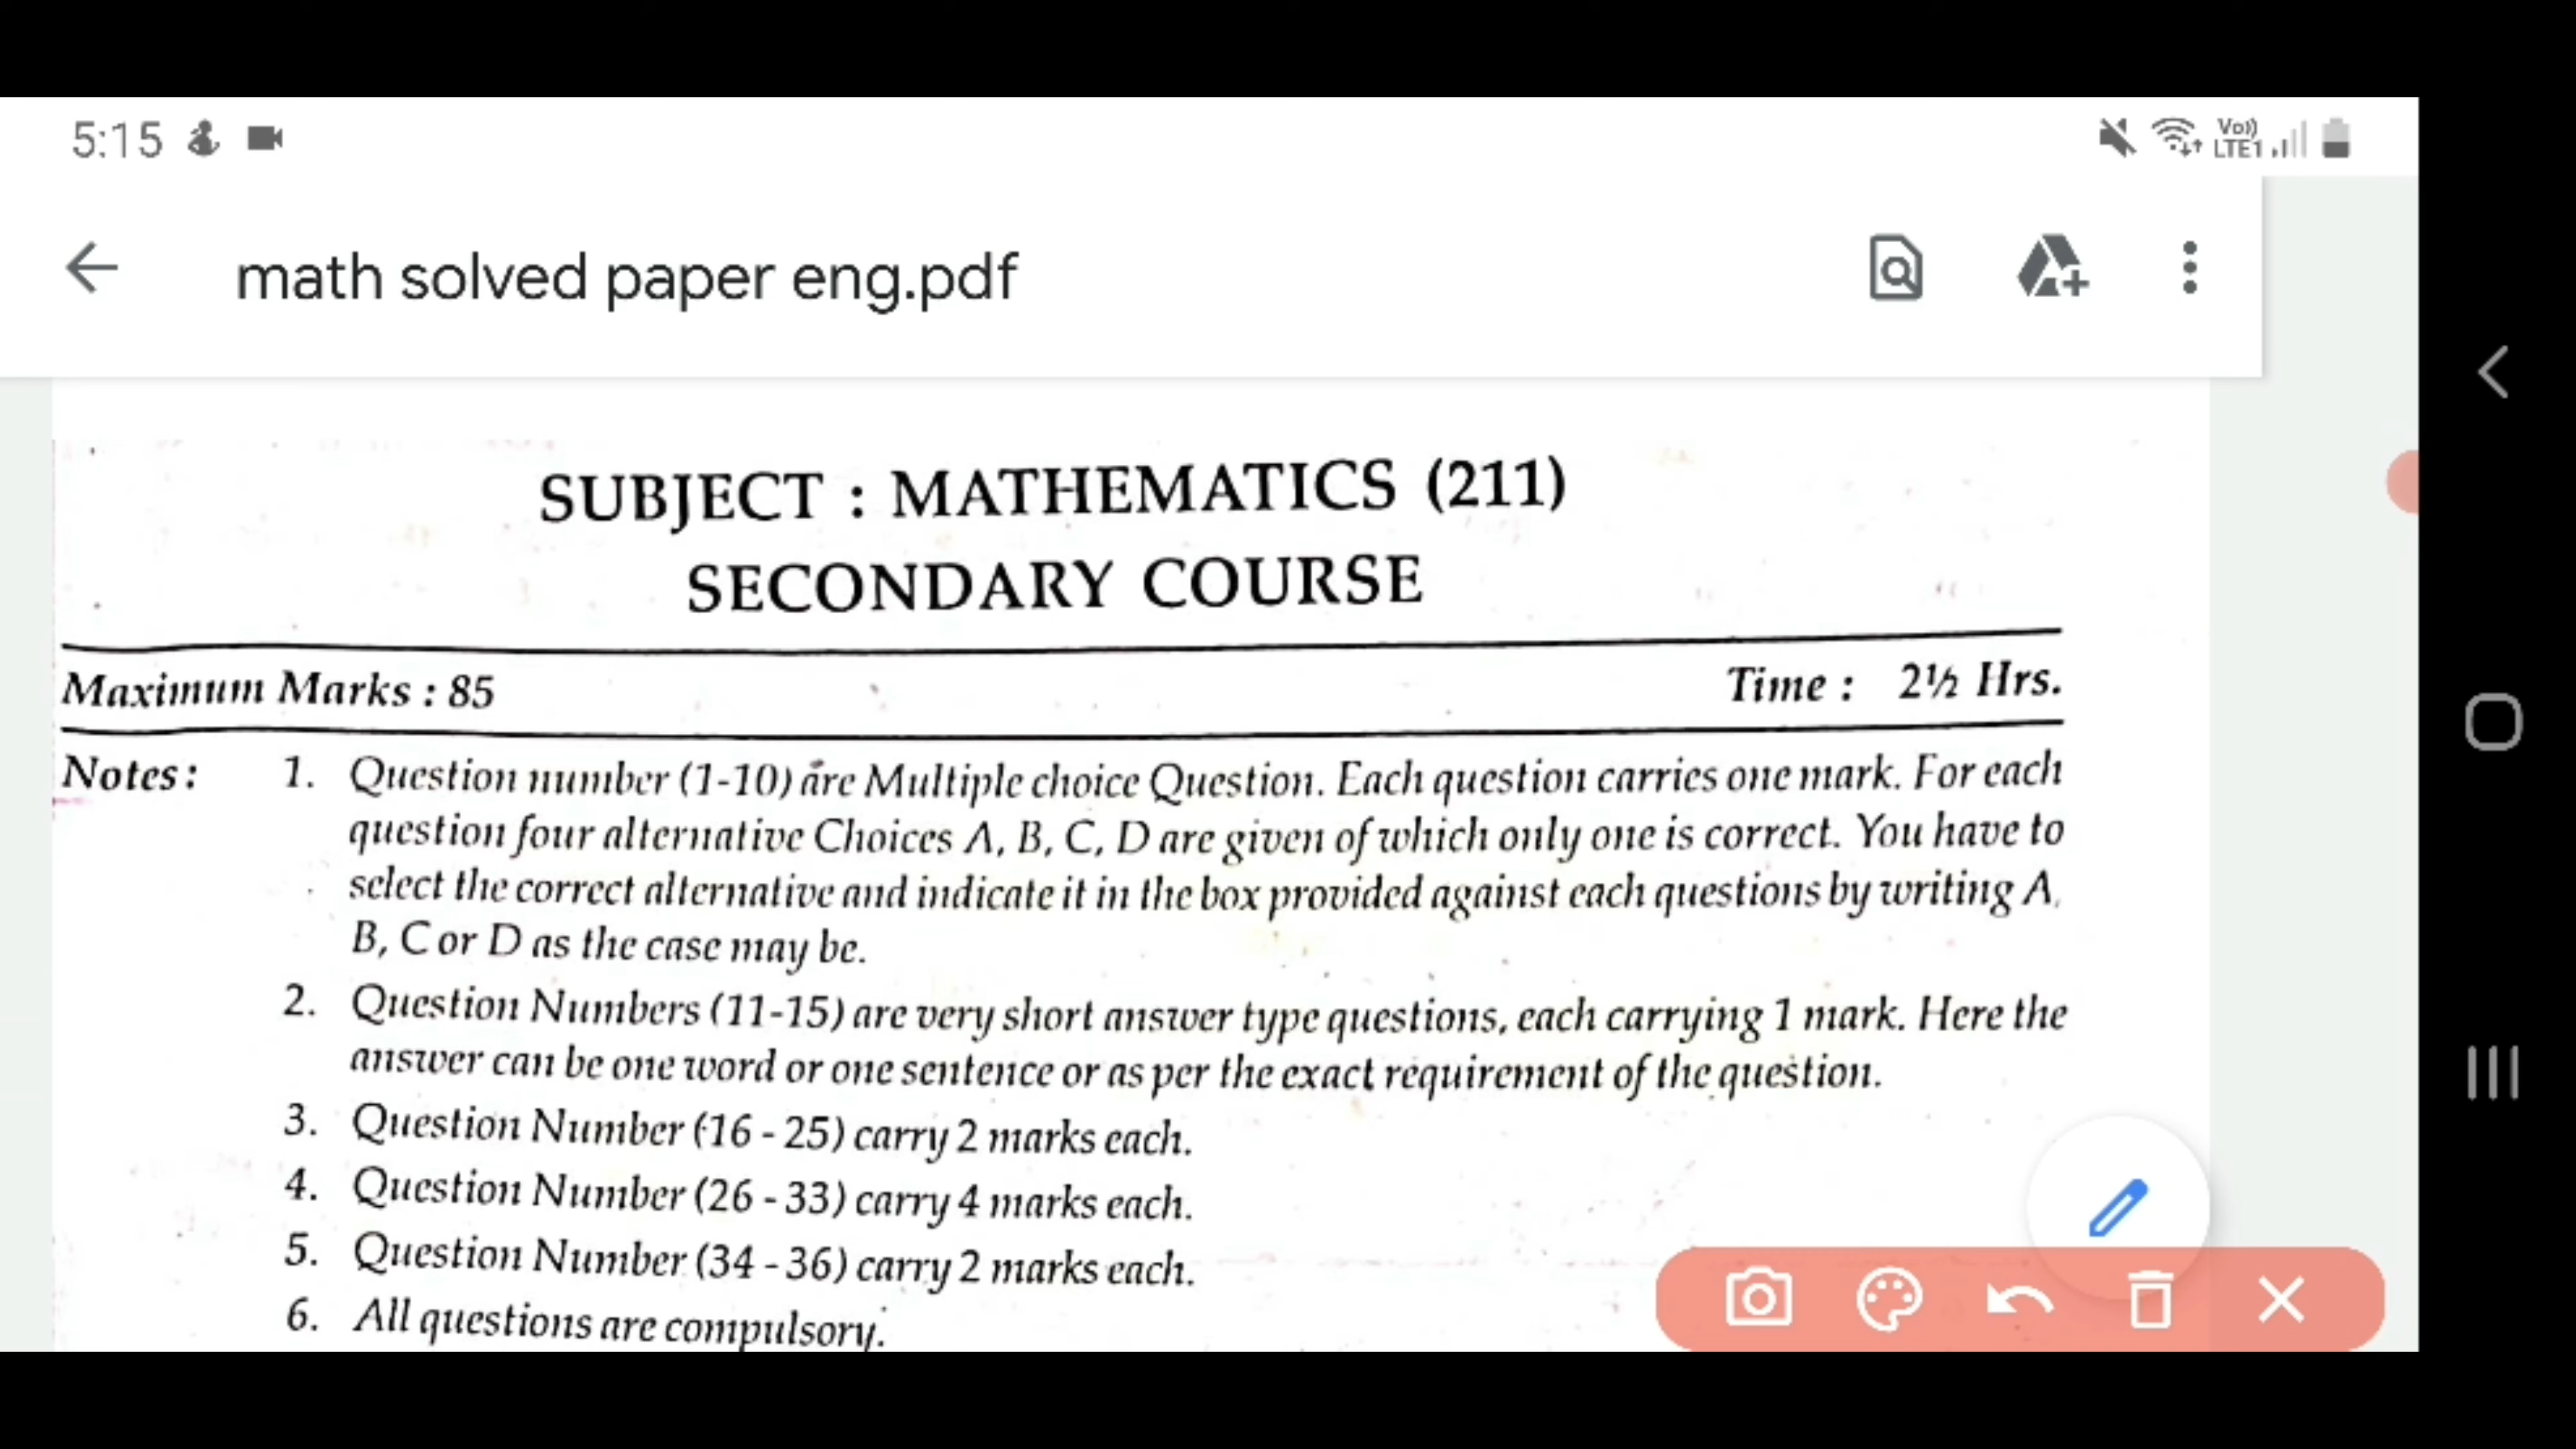 5:15
Vo))
LTE1
math solved paper eng.pdf
SUBJECT : MATHEMATICS (211)
SECONDARY COURSE
Maximum Marks : 85 Time : 2½ Hrs.
Notes : 1. Question number (1-10) are Multiple choice Question. Each question carries one mark. For each
question four alternative Choices A, B, C, D are given of which only one is correct. You have to
select the correct alternative and indicate it in the box provided against each questions by writing A,
B, C or D as the case may be.
2. Question Numbers (11-15) are very short answer type questions, each carrying 1 mark. Here the
answer can be one word or one sentence or as per the exact requirement of the question.
3. Question Number (16 - 25) carry 2 marks each.
4. Question Number (26 - 33) carry 4 marks each.
5. Question Number (34 - 36) carry 2 marks each.
6. All questions are compulsory.